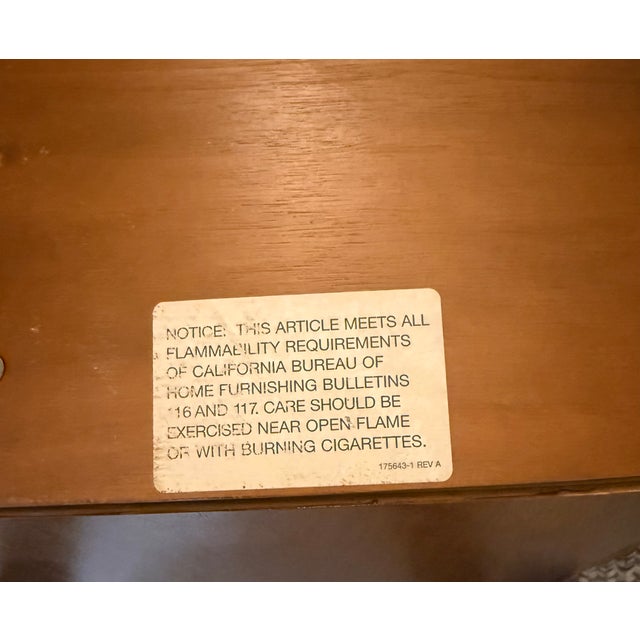 NOTICE: THIS ARTICLE MEETS ALL
FLAMMABILITY REQUIREMENTS
OF CALIFORNIA BUREAU OF
HOME FURNISHING BULLETINS
116 AND 117. CARE SHOULD BE
EXERCISED NEAR OPEN FLAME
OR WITH BURNING CIGARETTES.
175643-1 REV A